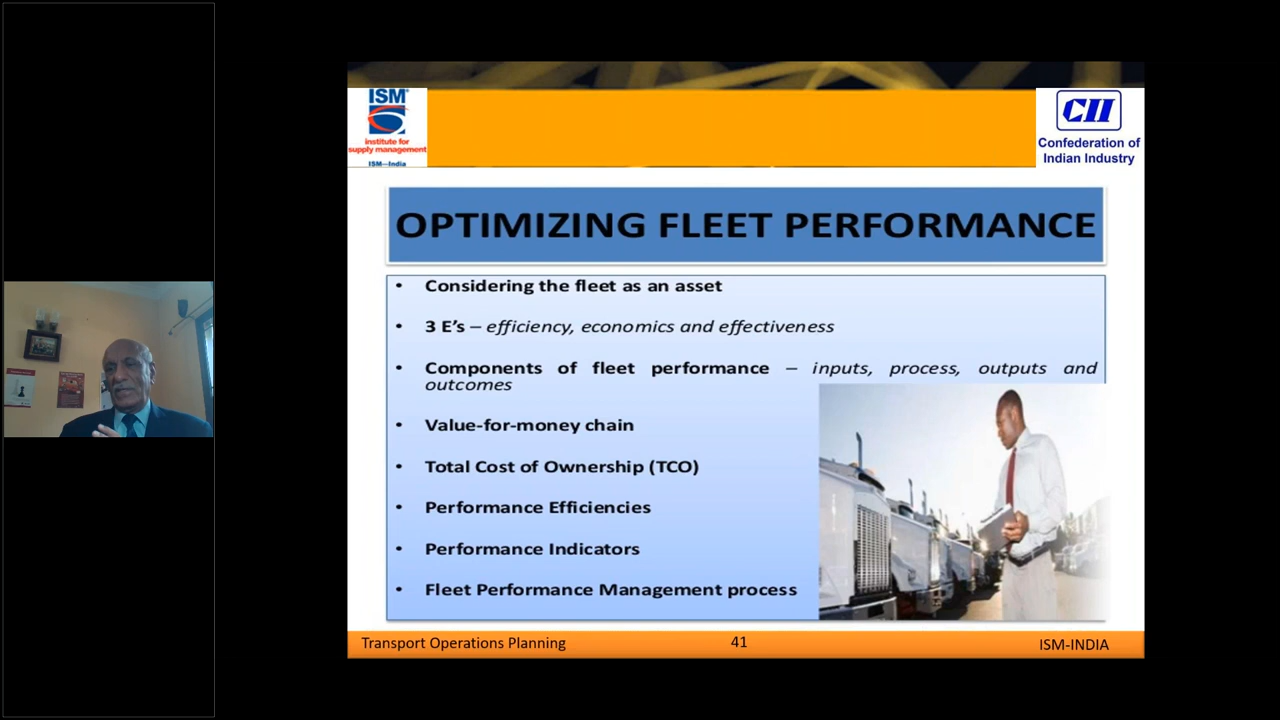 ISM®
institute for
supply management
ISM—India
CII
Confederation of
Indian Industry
OPTIMIZING FLEET PERFORMANCE
• Considering the fleet as an asset
• 3 E’s – efficiency, economics and effectiveness
• Components of fleet performance – inputs, process, outputs and
outcomes
• Value-for-money chain
• Total Cost of Ownership (TCO)
• Performance Efficiencies
• Performance Indicators
• Fleet Performance Management process
Transport Operations Planning
41
ISM-INDIA